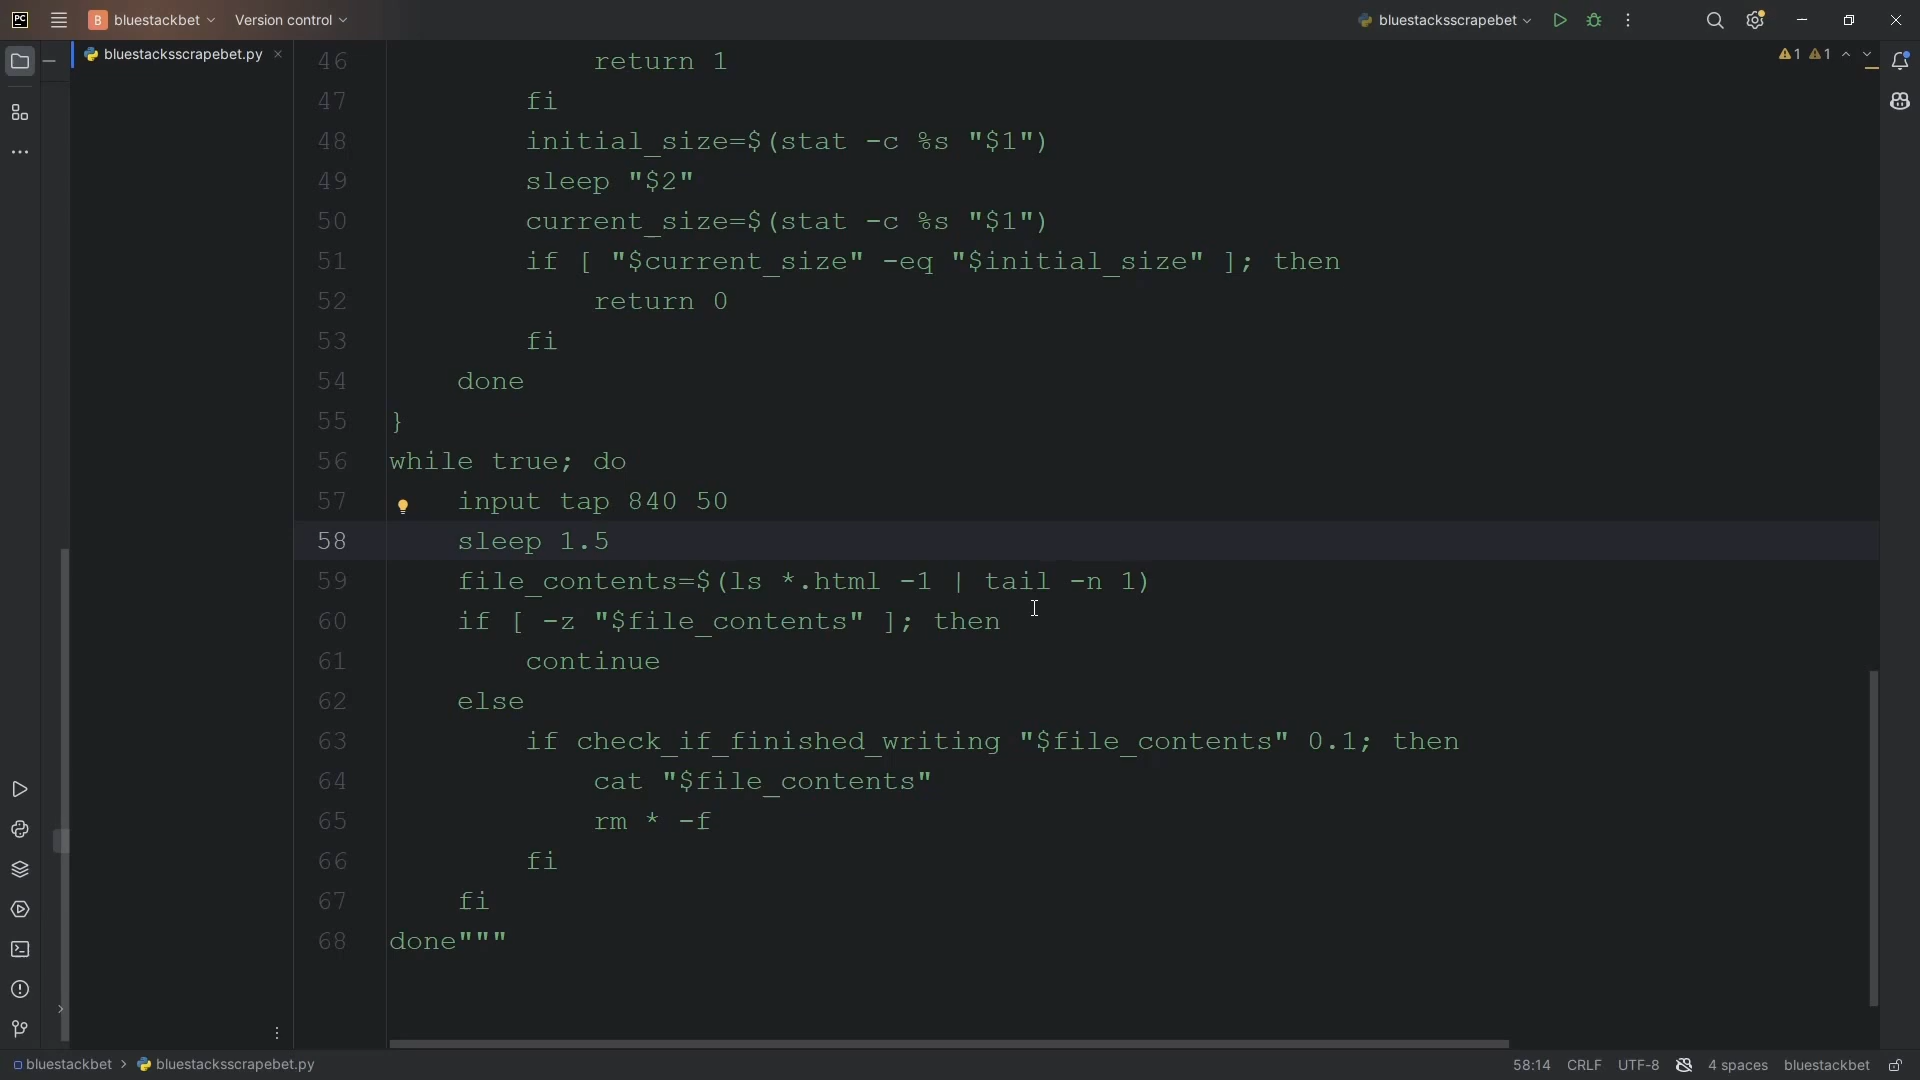 PC
B bluestackbet
Version control
bluestacksscrapebet
bluestacksscrapebet.py
1 1
46 return 1
47 fi
48 initial_size=$(stat -c %s "$1")
49 sleep "$2"
50 current_size=$(stat -c %s "$1")
51 if [ "$current_size" -eq "$initial_size" ]; then
52 return 0
53 fi
54 done
55 }
56 while true; do
57 input tap 840 50
58 sleep 1.5
59 file_contents=$(ls *.html -1 | tail -n 1)
60 if [ -z "$file_contents" ]; then
61 continue
62 else
63 if check_if_finished_writing "$file_contents" 0.1; then
64 cat "$file_contents"
65 rm * -f
66 fi
67 fi
68 done"""
bluestackbet > bluestacksscrapebet.py
58:14 CRLF UTF-8 4 spaces bluestackbet